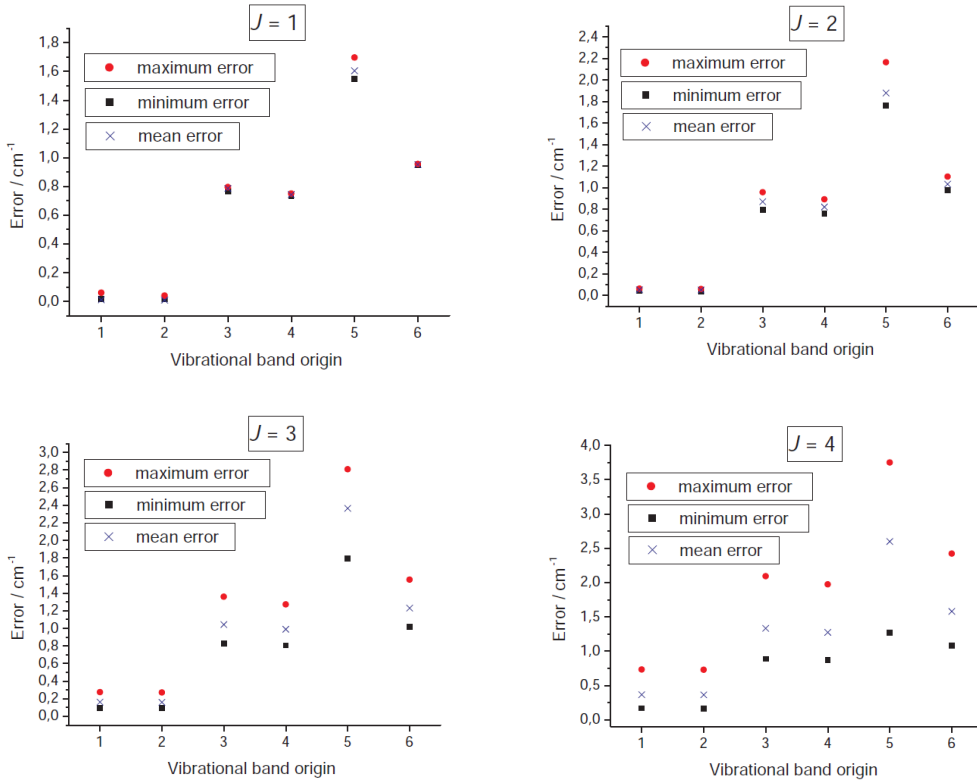 J = 1
maximum error
minimum error
mean error
Error / cm-1
1,8
1,6
1,4
1,2
1,0
0,8
0,6
0,4
0,2
0,0
1 2 3 4 5 6
Vibrational band origin
J = 2
maximum error
minimum error
mean error
Error / cm-1
2,4
2,2
2,0
1,8
1,6
1,4
1,2
1,0
0,8
0,6
0,4
0,2
0,0
1 2 3 4 5 6
Vibrational band origin
J = 3
maximum error
minimum error
mean error
Error / cm-1
3,0
2,8
2,6
2,4
2,2
2,0
1,8
1,6
1,4
1,2
1,0
0,8
0,6
0,4
0,2
0,0
1 2 3 4 5 6
Vibrational band origin
J = 4
maximum error
minimum error
mean error
Error / cm-1
4,0
3,5
3,0
2,5
2,0
1,5
1,0
0,5
0,0
1 2 3 4 5 6
Vibrational band origin